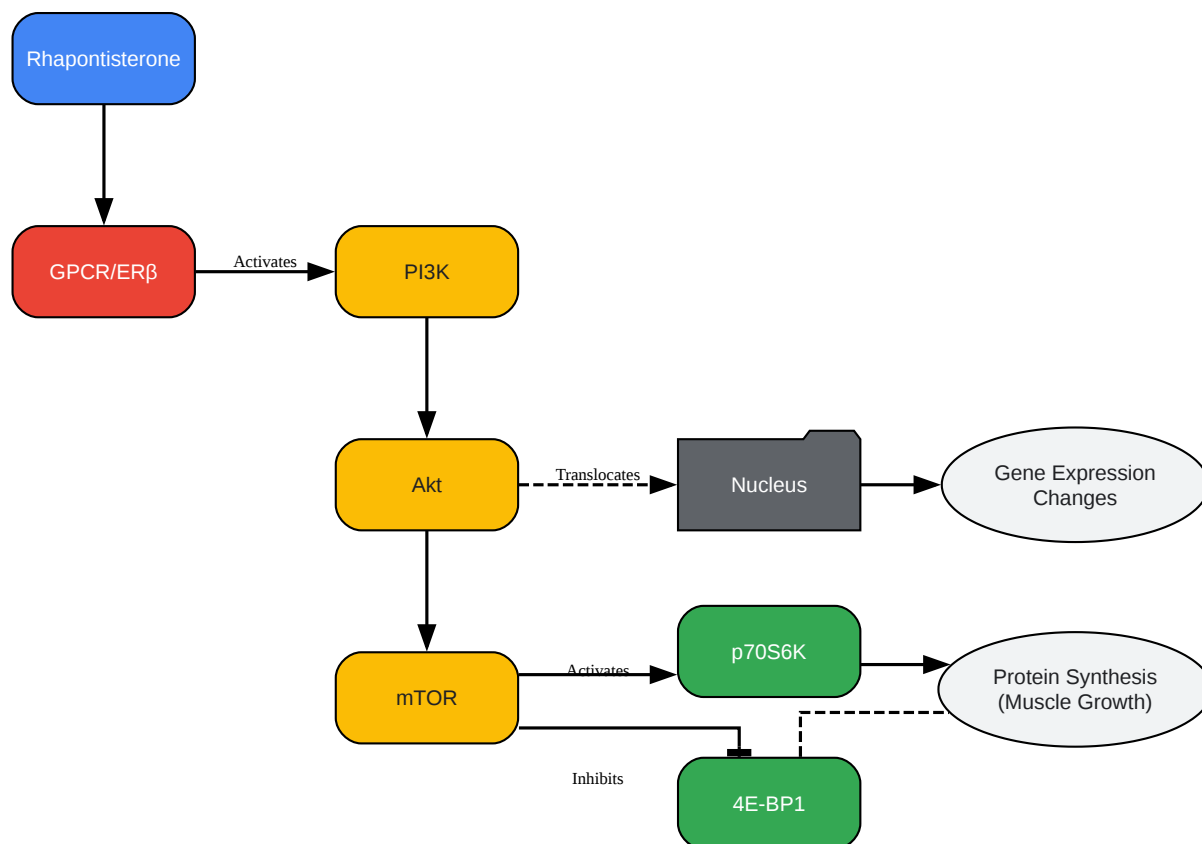 Rhapontisterone
GPCR/ERβ
Activates
PI3K
Akt
Translocates
Nucleus
Gene Expression
Changes
mTOR
Activates
p70S6K
Protein Synthesis
(Muscle Growth)
Inhibits
4E-BP1